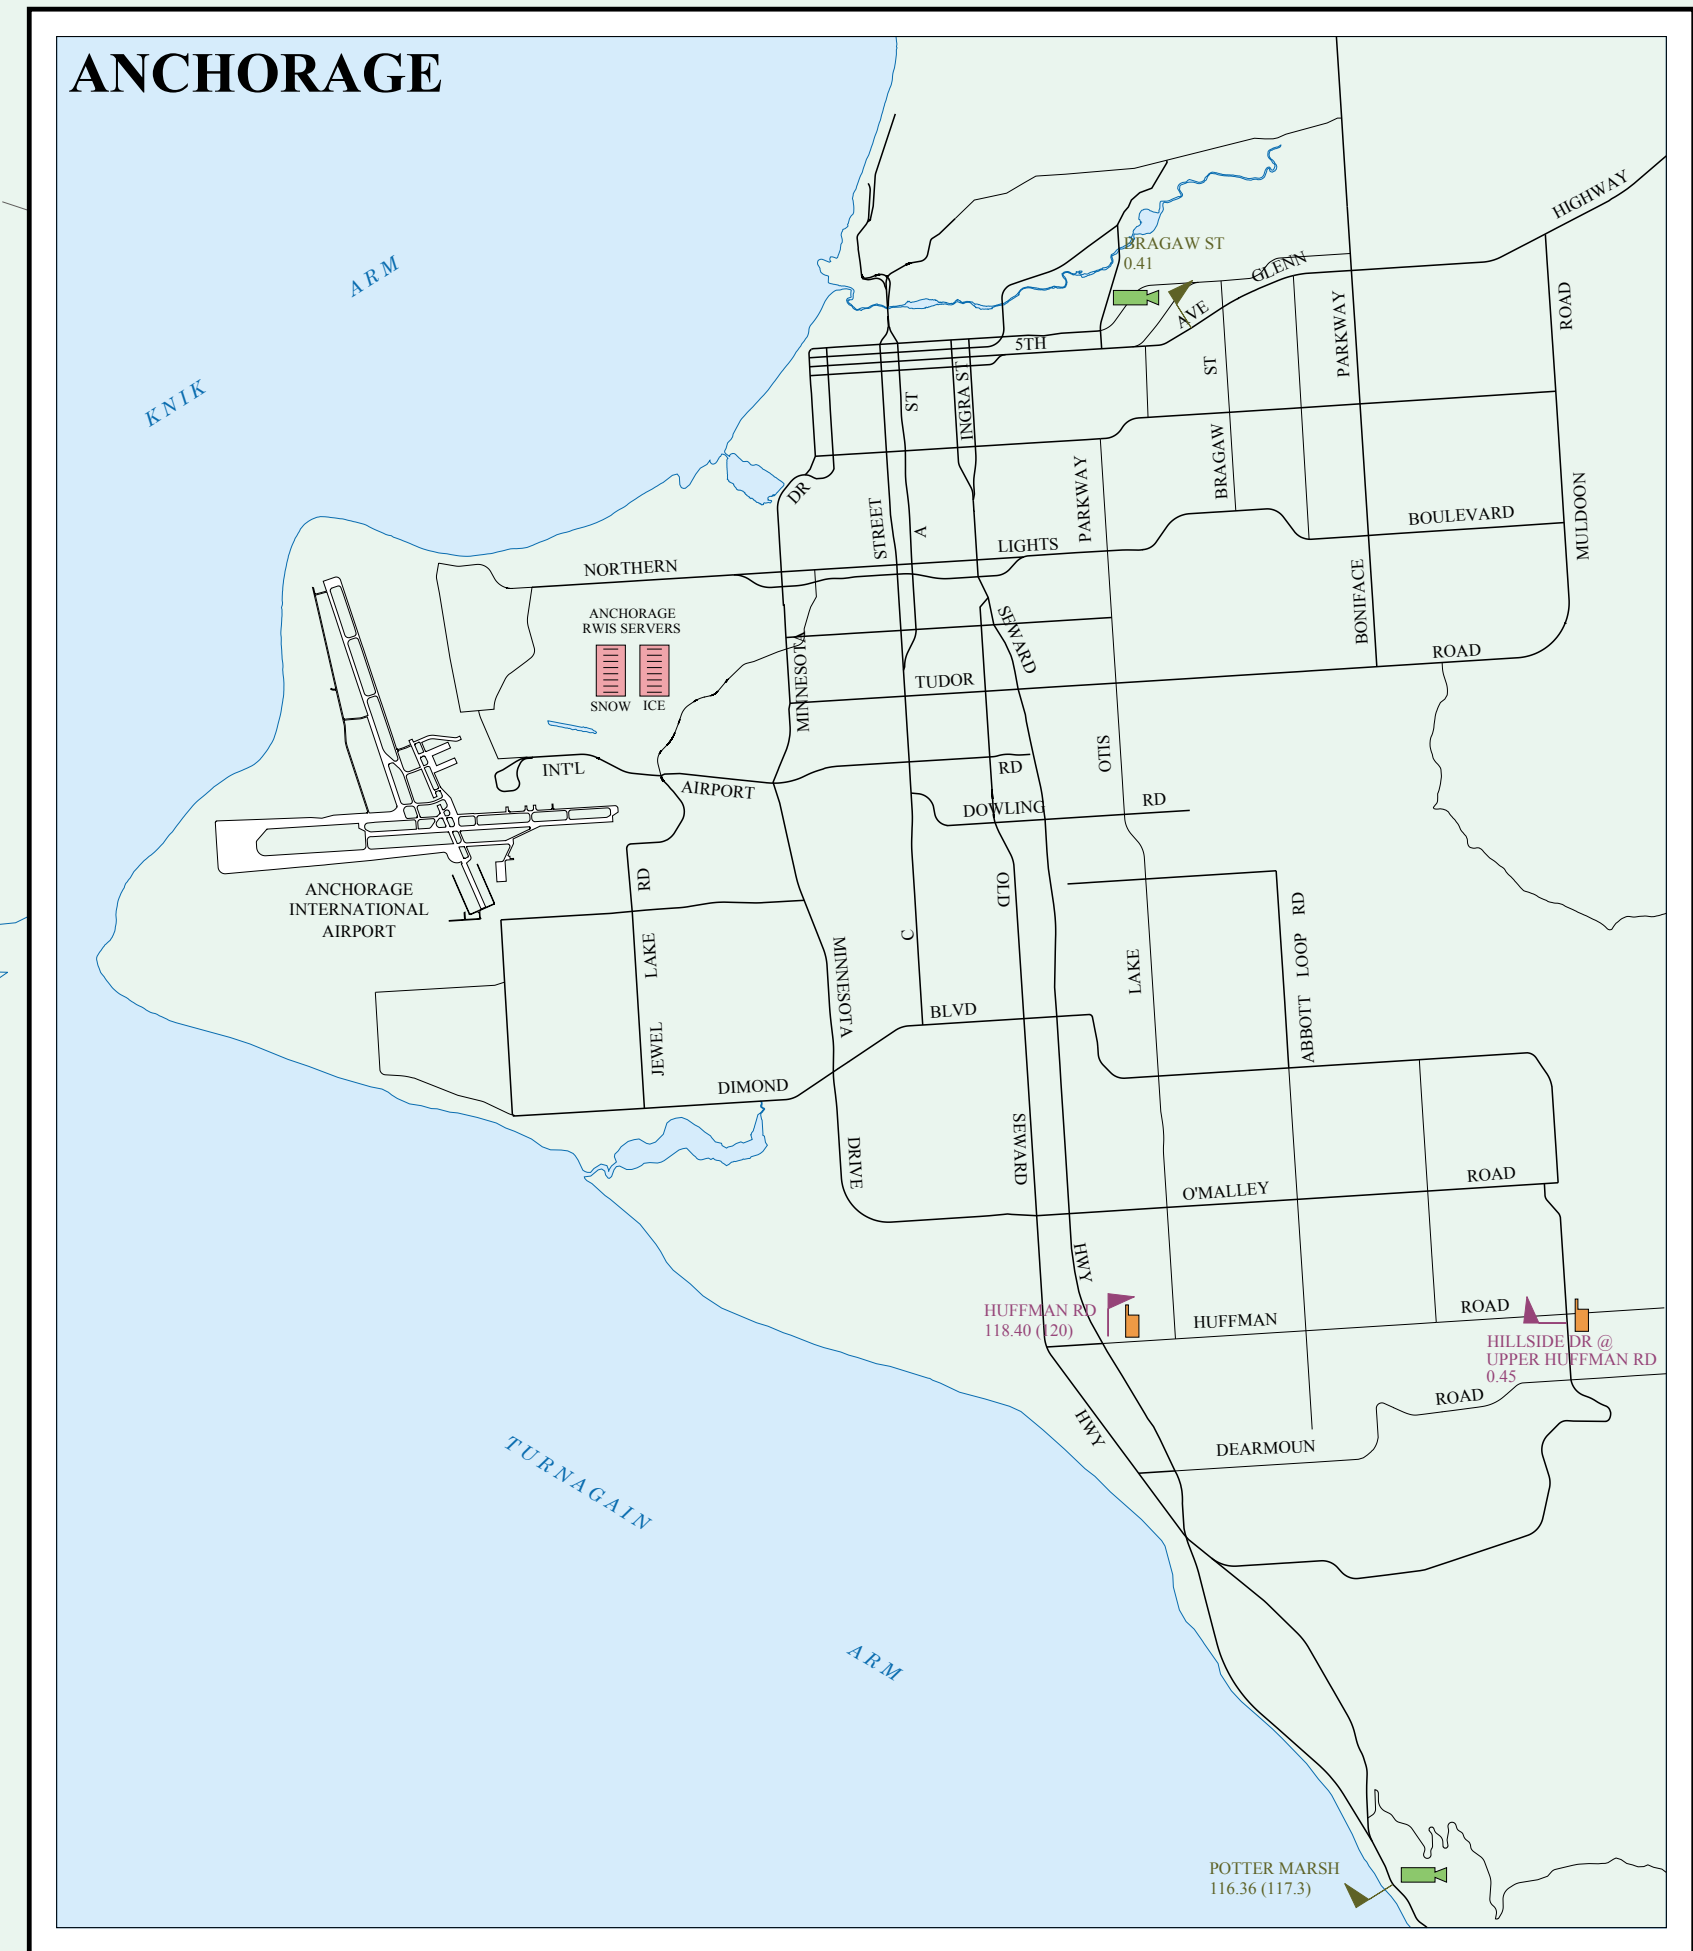 ANCHORAGE
KNIK
ARM
BRAGAW ST
0.41
GLENN
HIGHWAY
5TH
AVE
ST
INGRA ST
ST
PARKWAY
ROAD
DR
STREET
A
PARKWAY
BRAGAW
BOULEVARD
MULDOON
NORTHERN
LIGHTS
BONIFACE
ANCHORAGE
RWIS SERVERS
SNOW
ICE
MINNESOTA
SEWARD
TUDOR
ROAD
INT'L
AIRPORT
RD
OTIS
DOWLING
RD
ANCHORAGE
INTERNATIONAL
AIRPORT
RD
LAKE
JEWEL
MINNESOTA
C
OLD
LAKE
ABBOTT LOOP RD
BLVD
DIMOND
DRIVE
SEWARD
O'MALLEY
ROAD
HWY
HUFFMAN RD
118.40 (120)
HUFFMAN
ROAD
HILLSIDE DR @
UPPER HUFFMAN RD
0.45
HWY
ROAD
DEARMOUN
TURNAGAIN
ARM
POTTER MARSH
116.36 (117.3)